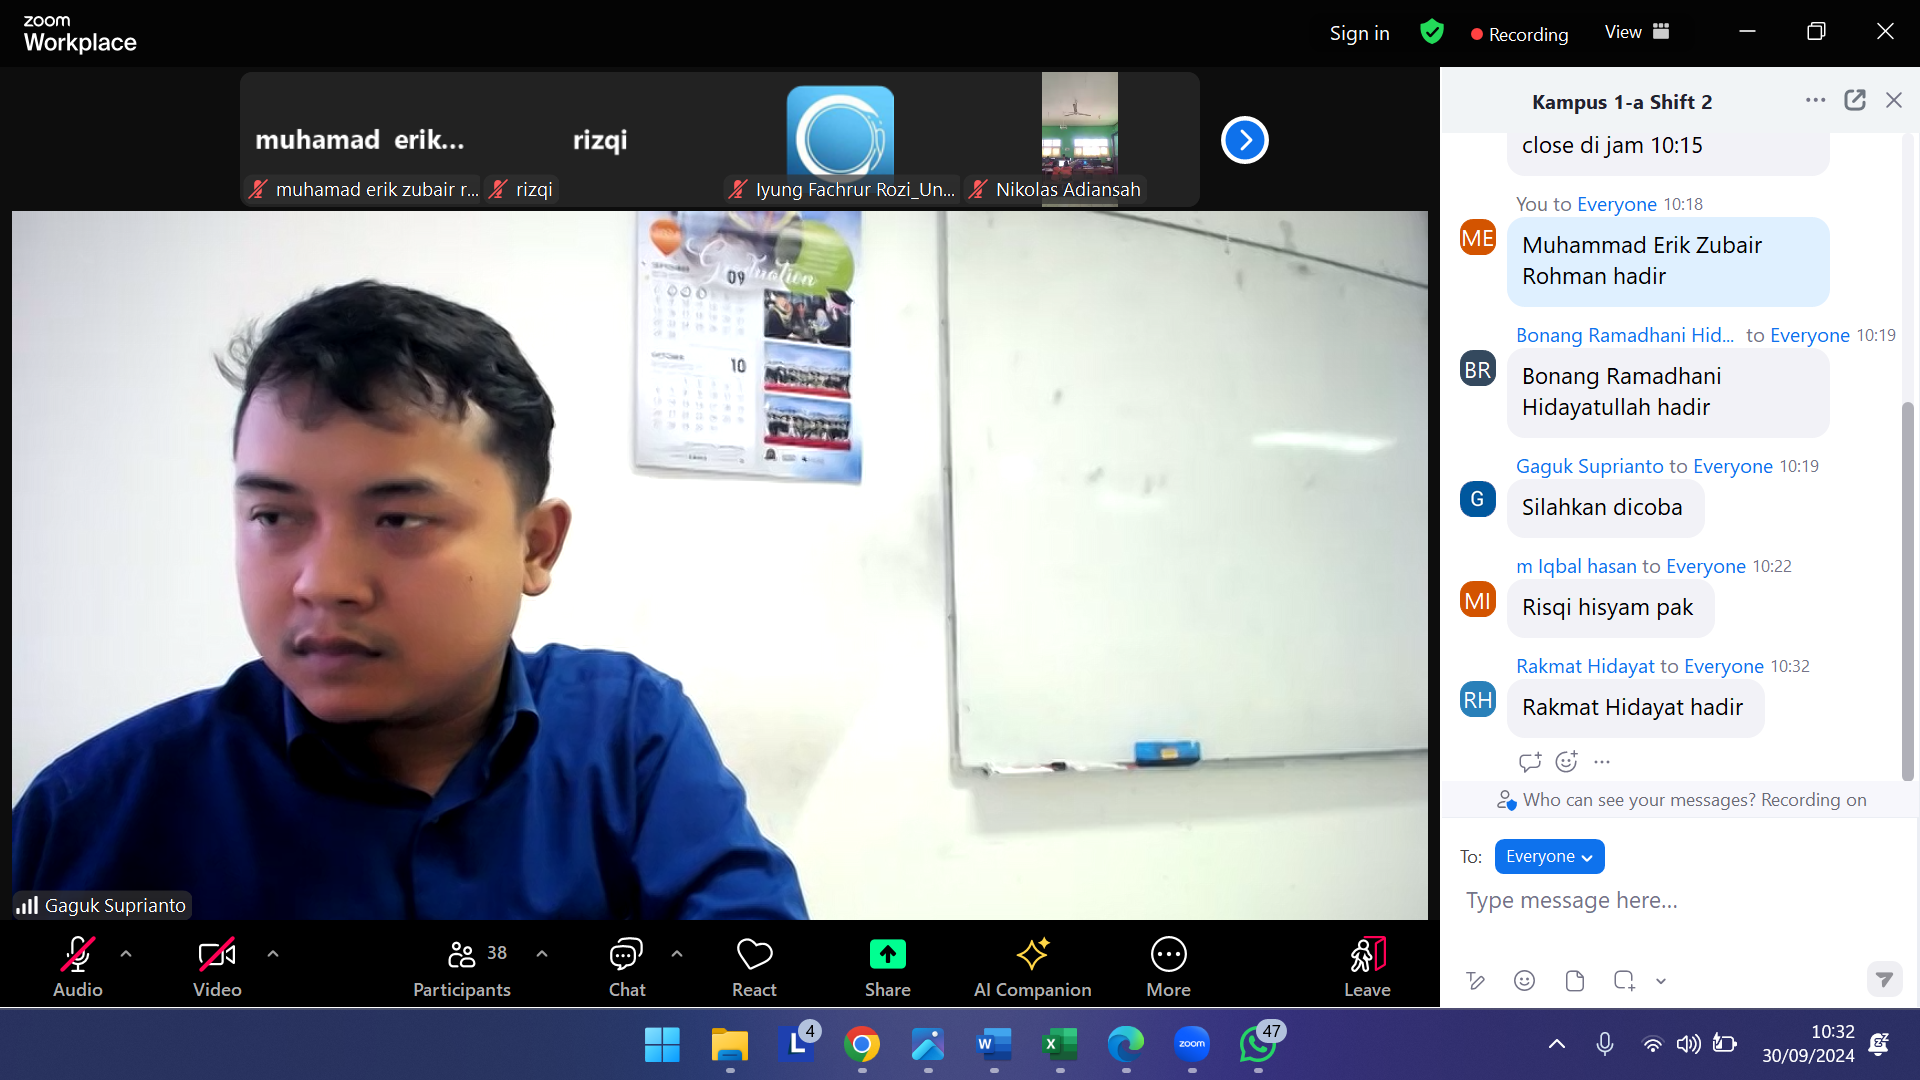 zoom
Workplace
Sign in
Recording
View
muhamad erik...
rizqi
muhamad erik zubair r...
rizqi
Iyung Fachrur Rozi_Un...
Nikolas Adiansah
Graduation
09
10
Gaguk Suprianto
Kampus 1-a Shift 2
close di jam 10:15
You to Everyone 10:18
ME
Muhammad Erik Zubair
Rohman hadir
Bonang Ramadhani Hid... to Everyone 10:19
BR
Bonang Ramadhani
Hidayatullah hadir
Gaguk Suprianto to Everyone 10:19
G
Silahkan dicoba
m Iqbal hasan to Everyone 10:22
MI
Risqi hisyam pak
Rakmat Hidayat to Everyone 10:32
RH
Rakmat Hidayat hadir
Who can see your messages? Recording on
To: Everyone
Type message here...
Audio
Video
38
Participants
Chat
React
Share
AI Companion
More
Leave
4
L
W
X
zoom
47
10:32
30/09/2024